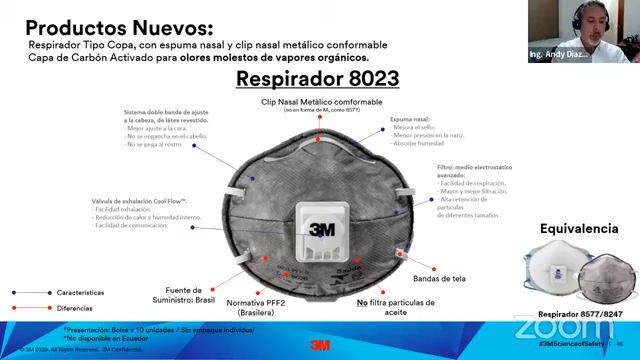 Productos Nuevos:
Respirador Tipo Copa, con espuma nasal y clip nasal metálico conformable
Capa de Carbón Activado para olores molestos de vapores orgánicos.
Ing. Andy Diaz...
Respirador 8023
Clip Nasal Metálico comformable
(no en forma de M, como 8577)
Sistema doble banda de ajuste
a la cabeza, de látex revestido.
- Mejor ajuste a la cara.
- No se engancha en el cabello.
- No se pega al rostro
Espuma nasal:
- Mejora el sello.
- Menor presión en la nariz.
- Absorbe humedad
Filtro: medio electrostático
avanzado:
- Facilidad de respiración.
- Mayor y mejor filtración.
- Alta retención de
partículas
de diferentes tamaños
Válvula de exhalación Cool Flow™.
- Facilidad exhalación.
- Reducción de calor y humedad interno.
- Facilidad de comunicación.
3M
Equivalencia
Bandas de tela
Fuente de
Suministro: Brasil
Normativa PFF2
(Brasilera)
No filtra partículas de
aceite
Características
Diferencias
Respirador 8577/8247
*Presentación: Bolsa x 10 unidades / Sin empaque individual
*No disponible en Ecuador
© 3M 2020. All Rights Reserved. 3M Confidential.
3M
#3MScienceofSafety
46
zoom